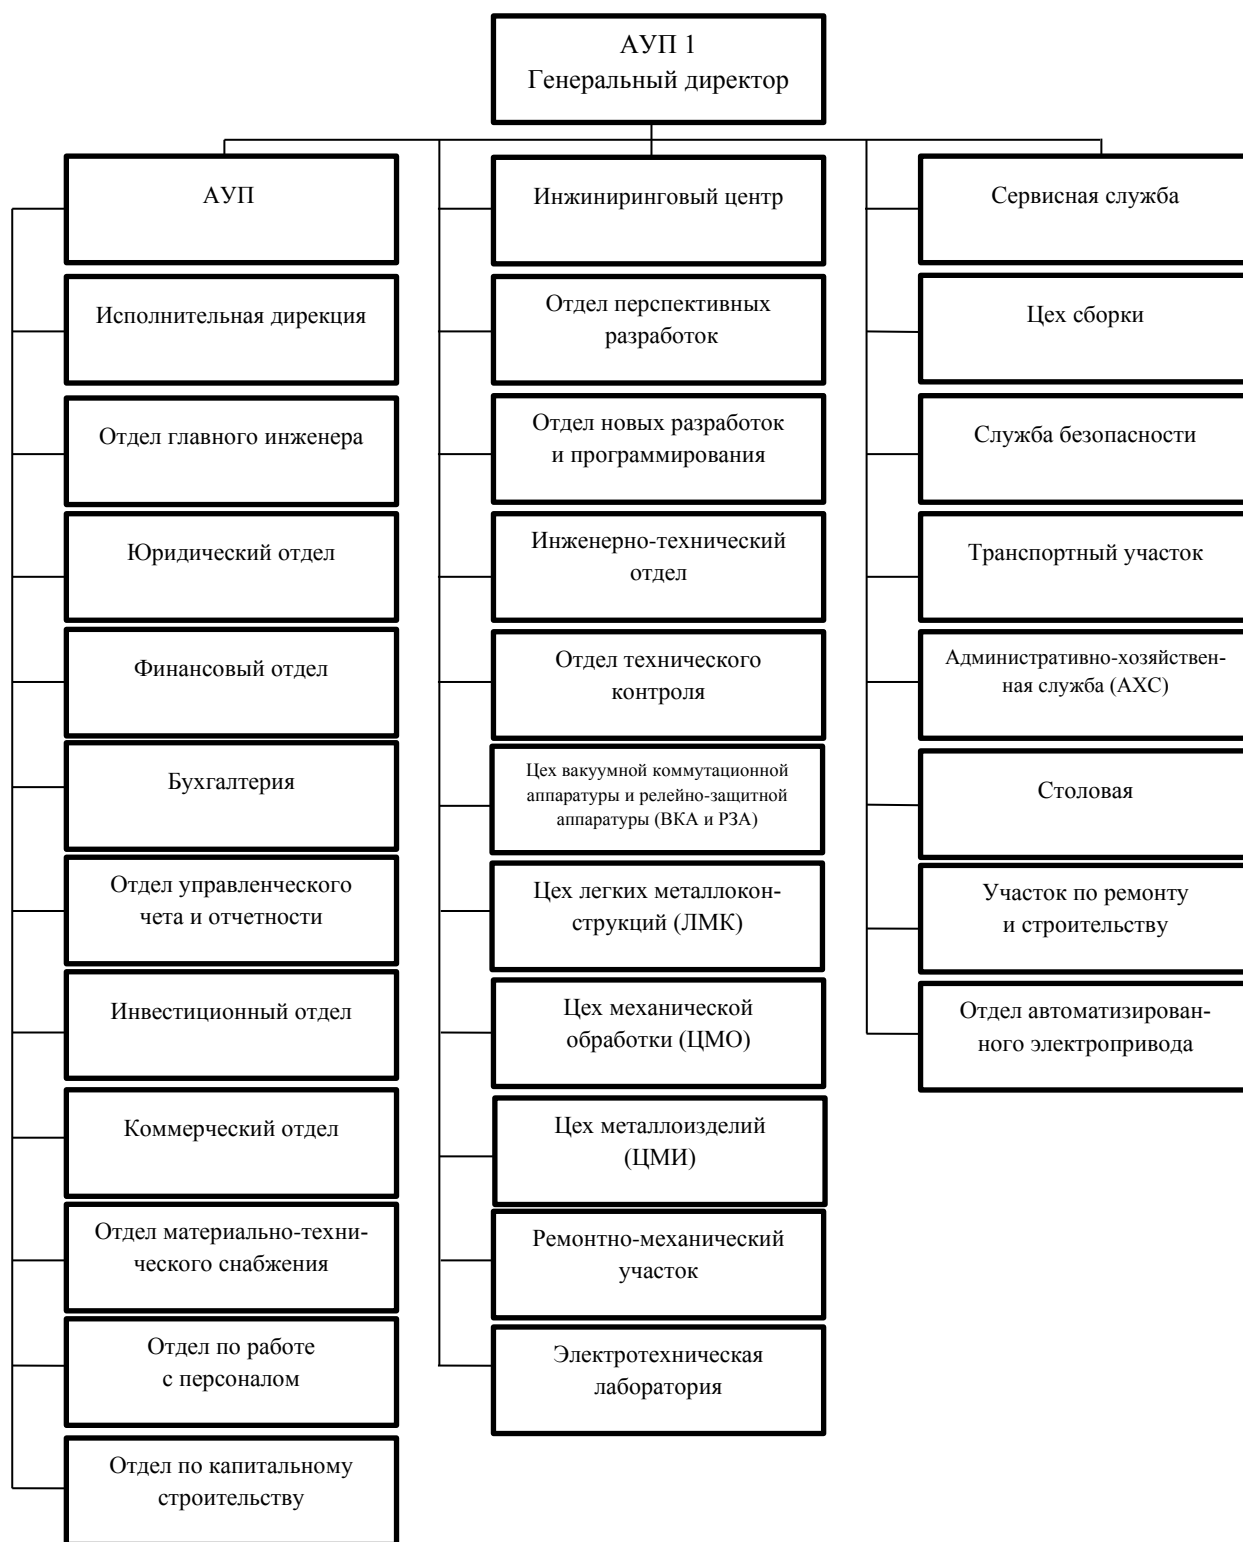 АУП 1
Генеральный директор
АУП
Исполнительная дирекция
Отдел главного инженера
Юридический отдел
Финансовый отдел
Бухгалтерия
Отдел управленческого
чета и отчетности
Инвестиционный отдел
Коммерческий отдел
Отдел материально-техни-
ческого снабжения
Отдел по работе
с персоналом
Отдел по капитальному
строительству
Инжиниринговый центр
Отдел перспективных
разработок
Отдел новых разработок
и программирования
Инженерно-технический
отдел
Отдел технического
контроля
Цех вакуумной коммутационной
аппаратуры и релейно-защитной
аппаратуры (ВКА и РЗА)
Цех легких металлокон-
струкций (ЛМК)
Цех механической
обработки (ЦМО)
Цех металлоизделий
(ЦМИ)
Ремонтно-механический
участок
Электротехническая
лаборатория
Сервисная служба
Цех сборки
Служба безопасности
Транспортный участок
Административно-хозяйствен-
ная служба (АХС)
Столовая
Участок по ремонту
и строительству
Отдел автоматизирован-
ного электропривода